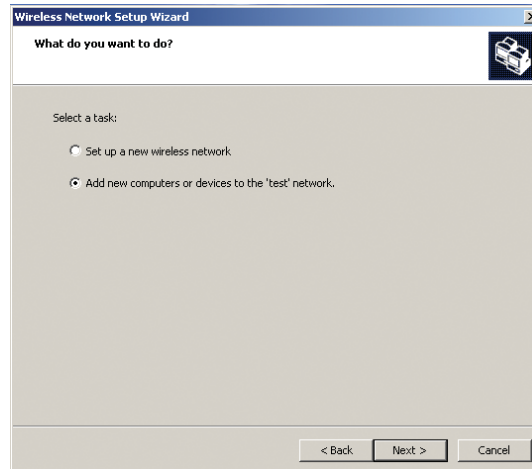 Wireless Network Setup Wizard
What do you want to do?
Select a task:
Set up a new wireless network
Add new computers or devices to the 'test' network.
< Back Next > Cancel